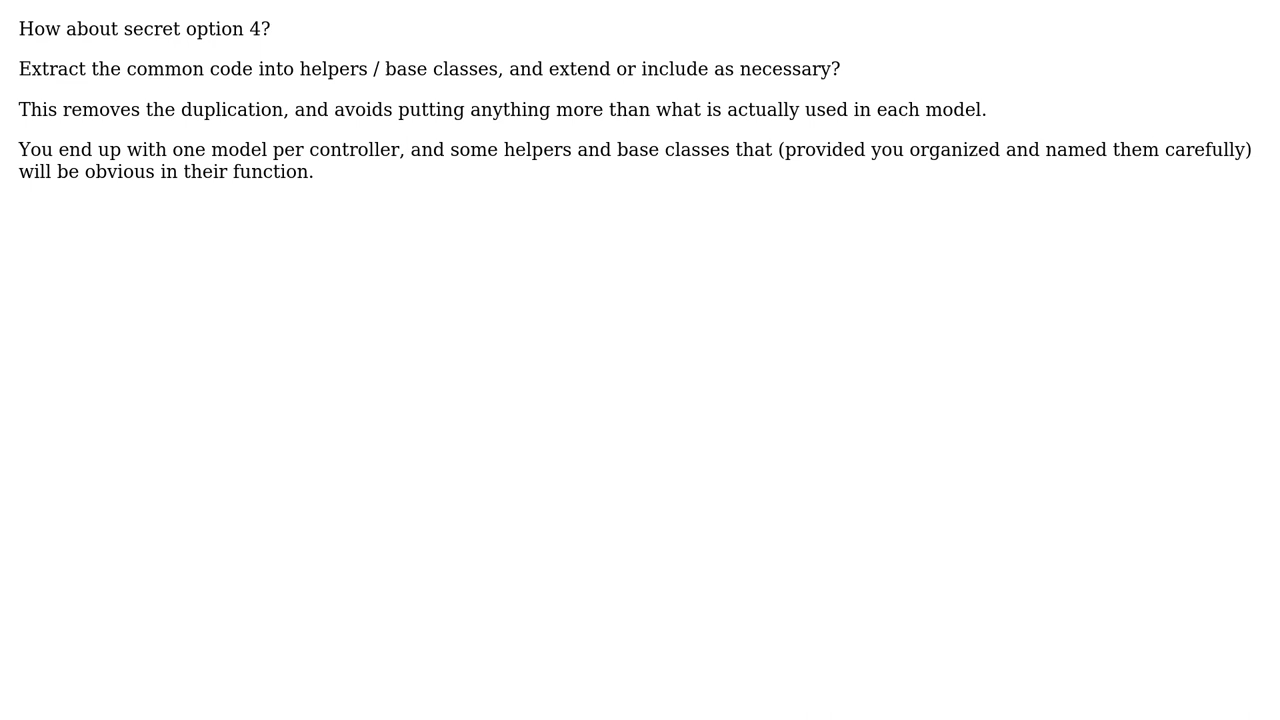 How about secret option 4?
Extract the common code into helpers / base classes, and extend or include as necessary?
This removes the duplication, and avoids putting anything more than what is actually used in each model.
You end up with one model per controller, and some helpers and base classes that (provided you organized and named them carefully)
will be obvious in their function.